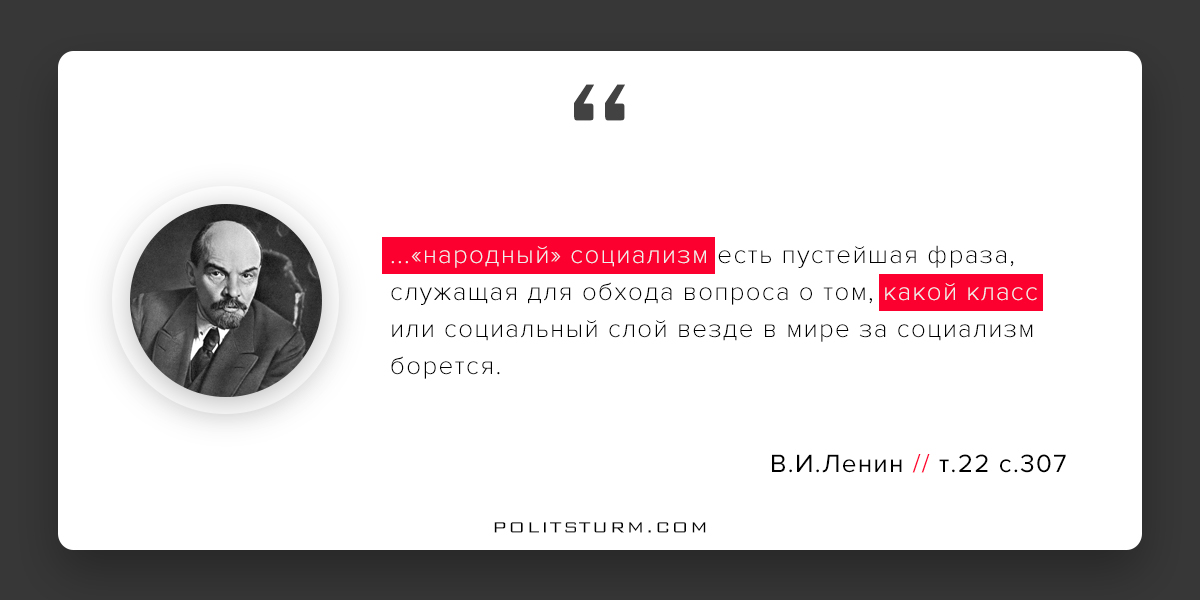 “
...«народный» социализм есть пустейшая фраза,
служащая для обхода вопроса о том, какой класс
или социальный слой везде в мире за социализм
борется.
В.И.Ленин // т.22 с.307
POLITSTURM.COM